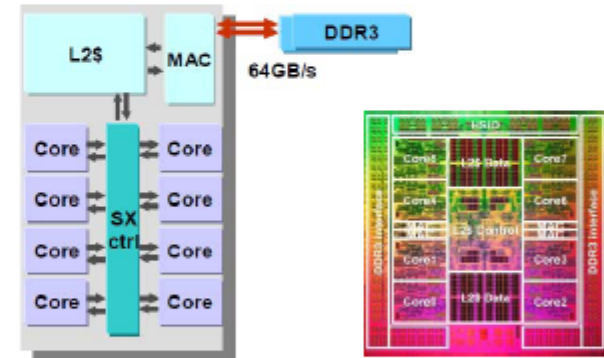 L2$
MAC
DDR3
64GB/s
Core
Core
Core
Core
SX
ctrl
Core
Core
Core
Core
HSIO
Core5
L2$ Data
Core7
Core4
Core6
L2$ Control
DDR3 Interface
DDR3 Interface
Core1
Core3
Core0
L2$ Data
Core2